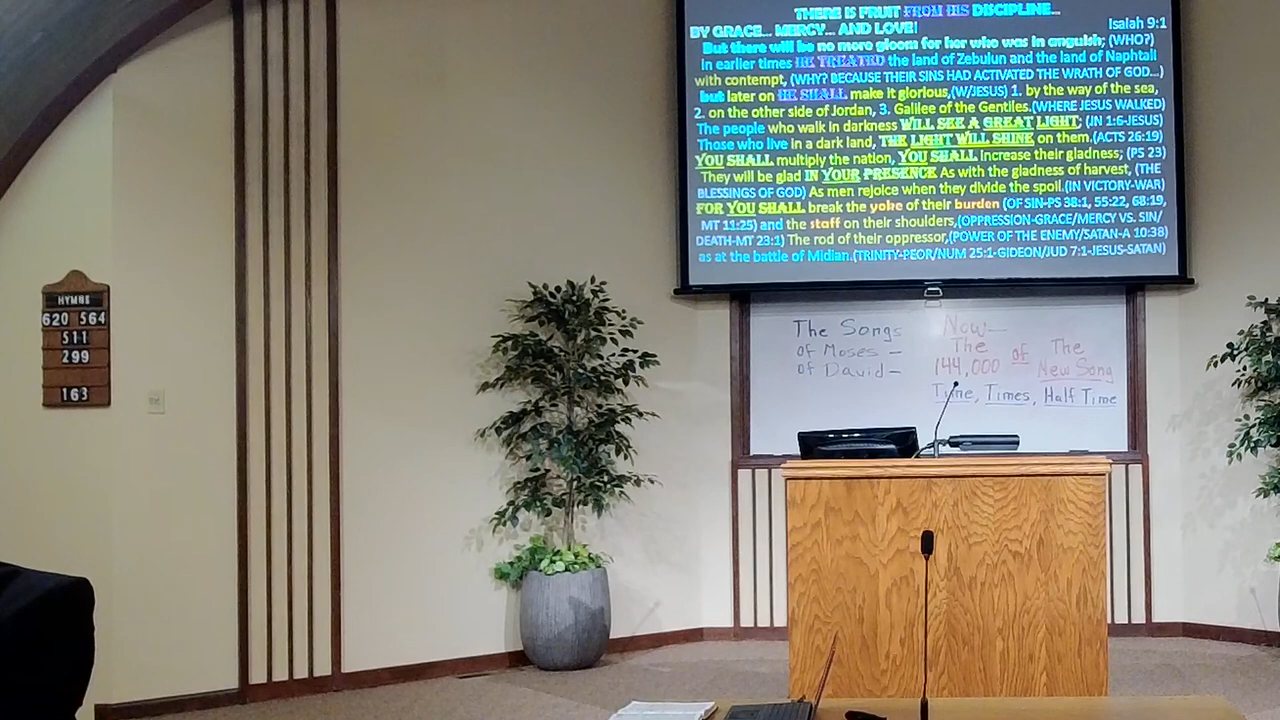 THERE IS FRUIT FROM HIS DISCIPLINE...
BY GRACE... MERCY... AND LOVE! Isaiah 9:1
But there will be no more gloom for her who was in anguish; (WHO?)
In earlier times HE TREATED the land of Zebulun and the land of Naphtali
with contempt, (WHY? BECAUSE THEIR SINS HAD ACTIVATED THE WRATH OF GOD...)
but later on HE SHALL make it glorious,(W/JESUS) 1. by the way of the sea,
2. on the other side of Jordan, 3. Galilee of the Gentiles.(WHERE JESUS WALKED)
The people who walk in darkness WILL SEE A GREAT LIGHT; (JN 1:6-JESUS)
Those who live in a dark land, THE LIGHT WILL SHINE on them.(ACTS 26:19)
YOU SHALL multiply the nation, YOU SHALL increase their gladness; (PS 23)
They will be glad IN YOUR PRESENCE As with the gladness of harvest, (THE
BLESSINGS OF GOD) As men rejoice when they divide the spoil.(IN VICTORY-WAR)
FOR YOU SHALL break the yoke of their burden (OF SIN-PS 38:1, 55:22, 68:19,
MT 11:25) and the staff on their shoulders,(OPPRESSION-GRACE/MERCY VS. SIN/
DEATH-MT 23:1) The rod of their oppressor,(POWER OF THE ENEMY/SATAN-A 10:38)
as at the battle of Midian.(TRINITY-PEOR/NUM 25:1-GIDEON/JUD 7:1-JESUS-SATAN)
The Songs
of Moses -
of David -
Now-
The
144,000 of The
New Song
Time, Times, Half Time
HYMNS
620 564
511
299
163